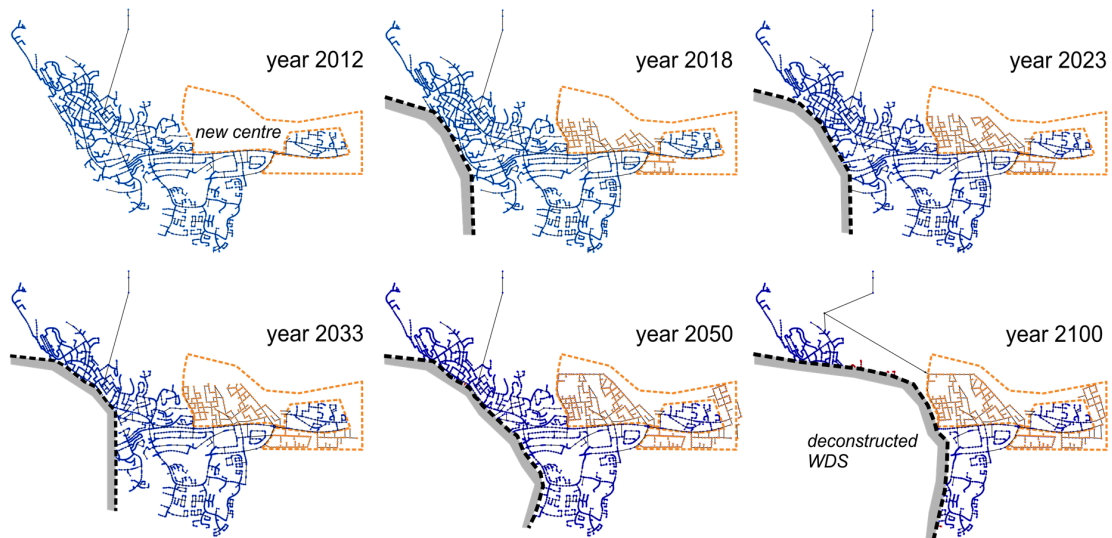 year 2012
new centre
year 2018
year 2023
year 2033
year 2050
year 2100
deconstructed
WDS